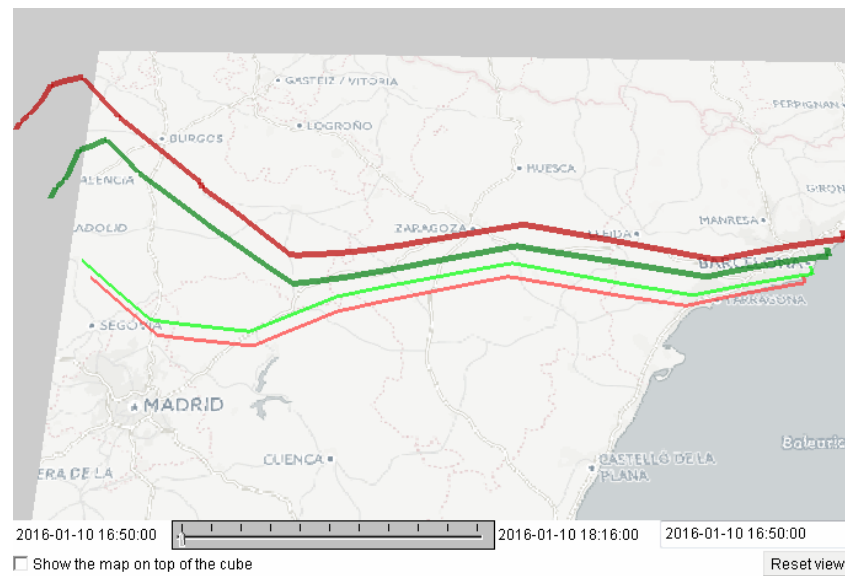 GASTEIZ / VITORIA
PERPIGNAN
LOGROÑO
BURGOS
HUESCA
ALENCIA
GIRON
MANRESA
ADOLID
ZARAGOZA
LLEIDA
BARCELONA
TARRAGONA
SEGOVIA
MADRID
Balearic
CUENCA
CASTELLÓ DE LA
PLANA
ERA DE LA
2016-01-10 16:50:00 2016-01-10 18:16:00 2016-01-10 16:50:00
Show the map on top of the cube Reset view